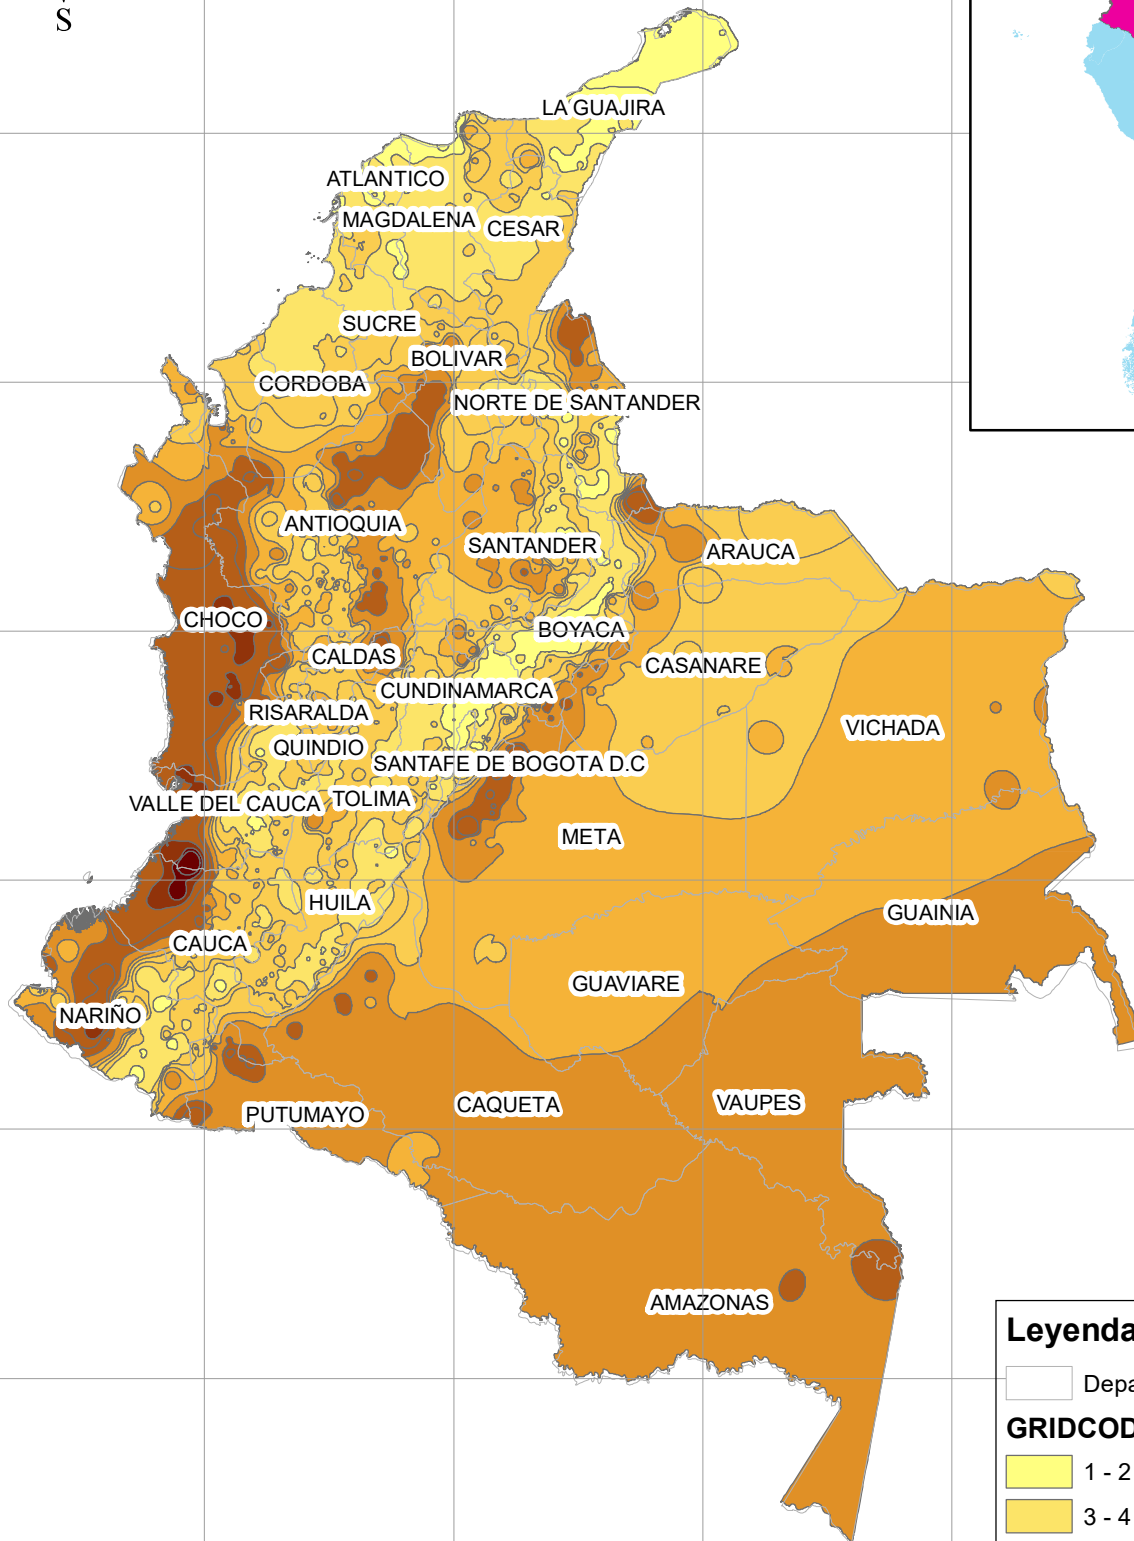 S
LA GUAJIRA
ATLANTICO
MAGDALENA
CESAR
SUCRE
BOLIVAR
CORDOBA
NORTE DE SANTANDER
ANTIOQUIA
SANTANDER
ARAUCA
CHOCO
BOYACA
CALDAS
CASANARE
CUNDINAMARCA
RISARALDA
VICHADA
QUINDIO
SANTAFE DE BOGOTA D.C
VALLE DEL CAUCA
TOLIMA
META
HUILA
GUAINIA
CAUCA
GUAVIARE
NARIÑO
CAQUETA
VAUPES
PUTUMAYO
AMAZONAS
Leyenda
Depa
GRIDCOD
1 - 2
3 - 4